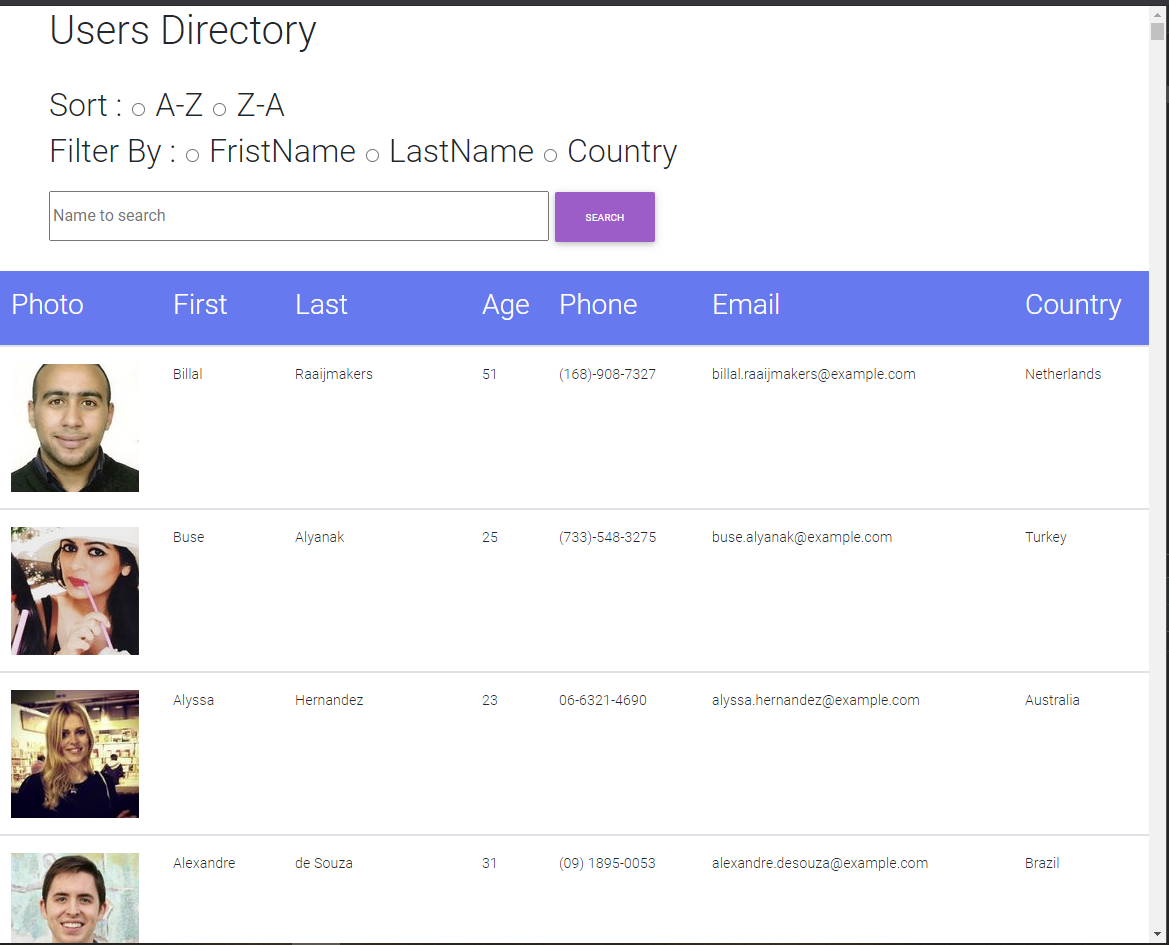 Users Directory
Sort : A-Z Z-A
Filter By : FristName LastName Country
Name to search SEARCH
Photo First Last Age Phone Email Country
Billal Raaijmakers 51 (168)-908-7327 billal.raaijmakers@example.com Netherlands
Buse Alyanak 25 (733)-548-3275 buse.alyanak@example.com Turkey
Alyssa Hernandez 23 06-6321-4690 alyssa.hernandez@example.com Australia
Alexandre de Souza 31 (09) 1895-0053 alexandre.desouza@example.com Brazil